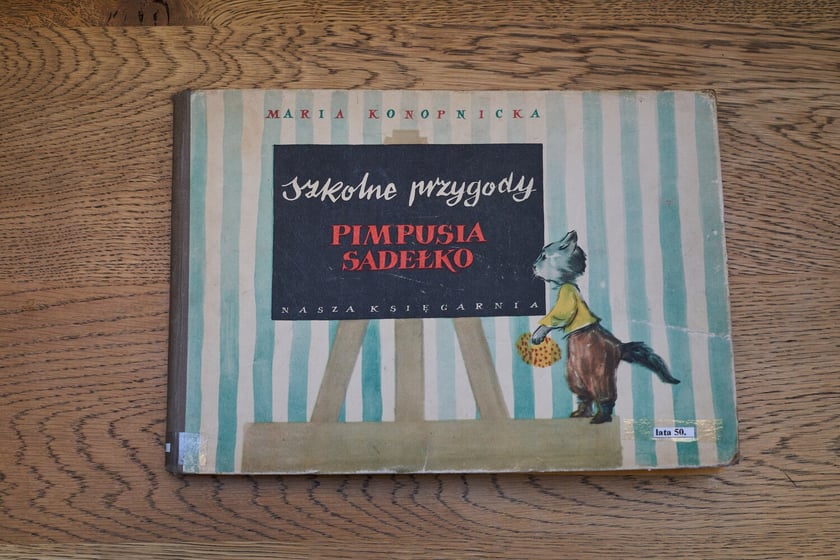 MARIA KONOPNICKA
szkolne przygody
PIMPUSIA
SADEŁKO
NASZA KSIĘGARNIA
lata 50.